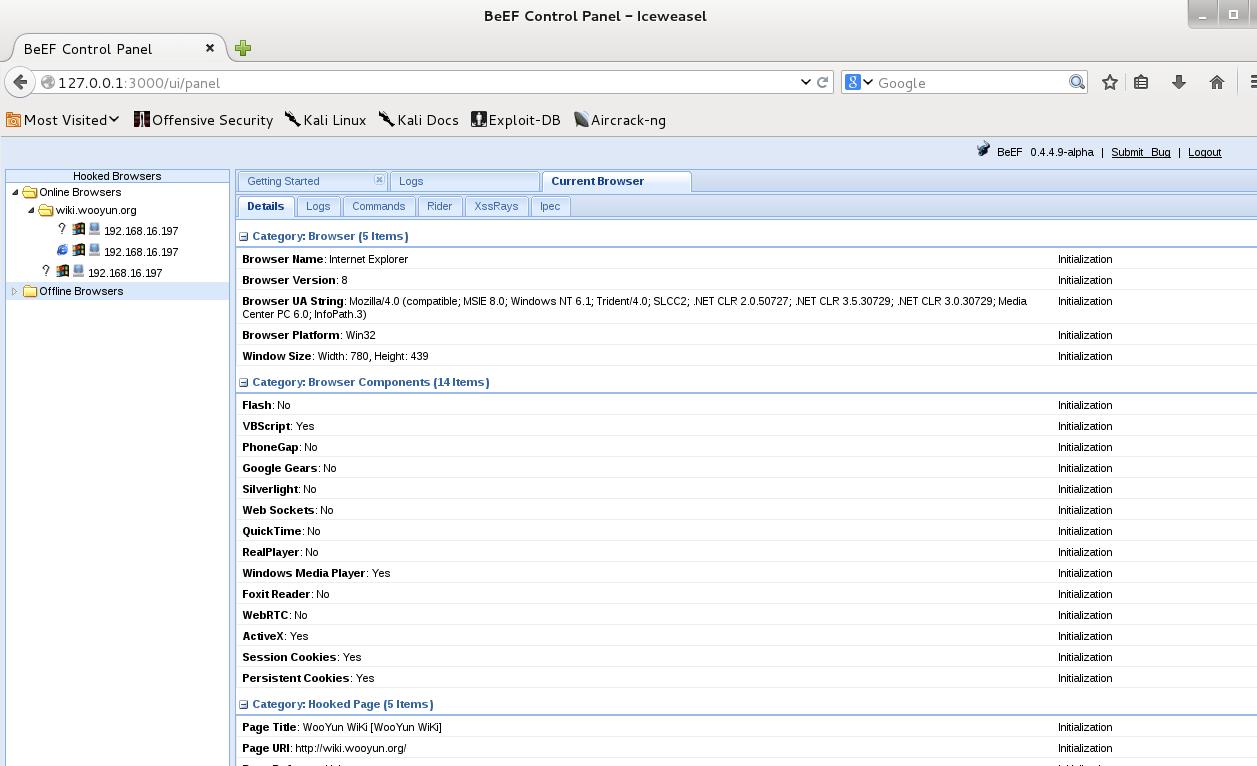 BeEF Control Panel - Iceweasel
BeEF Control Panel
127.0.0.1:3000/ui/panel
Google
Most Visited Offensive Security Kali Linux Kali Docs Exploit-DB Aircrack-ng
BeEF 0.4.4.9-alpha | Submit Bug | Logout
Hooked Browsers
Online Browsers
wiki.wooyun.org
? 192.168.16.197
192.168.16.197
? 192.168.16.197
Offline Browsers
Getting Started Logs Current Browser
Details Logs Commands Rider XssRays Ipec
Category: Browser (5 Items)
Browser Name: Internet Explorer Initialization
Browser Version: 8 Initialization
Browser UA String: Mozilla/4.0 (compatible; MSIE 8.0; Windows NT 6.1; Trident/4.0; SLCC2; .NET CLR 2.0.50727; .NET CLR 3.5.30729; .NET CLR 3.0.30729; Media Initialization
Center PC 6.0; InfoPath.3)
Browser Platform: Win32 Initialization
Window Size: Width: 780, Height: 439 Initialization
Category: Browser Components (14 Items)
Flash: No Initialization
VBScript: Yes Initialization
PhoneGap: No Initialization
Google Gears: No Initialization
Silverlight: No Initialization
Web Sockets: No Initialization
QuickTime: No Initialization
RealPlayer: No Initialization
Windows Media Player: Yes Initialization
Foxit Reader: No Initialization
WebRTC: No Initialization
ActiveX: Yes Initialization
Session Cookies: Yes Initialization
Persistent Cookies: Yes Initialization
Category: Hooked Page (5 Items)
Page Title: WooYun WiKi [WooYun WiKi] Initialization
Page URI: http://wiki.wooyun.org/ Initialization